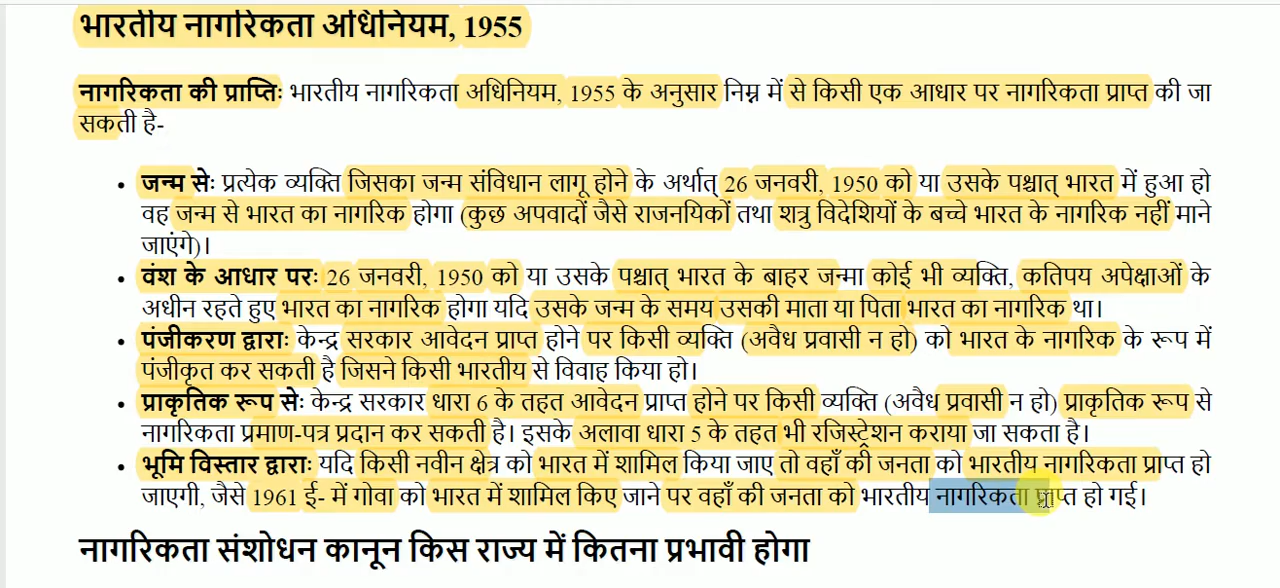 भारतीय नागरिकता अधिनियम, 1955
नागरिकता की प्राप्तिः भारतीय नागरिकता अधिनियम, 1955 के अनुसार निम्न में से किसी एक आधार पर नागरिकता प्राप्त की जा
सकती है-
• जन्म सेः प्रत्येक व्यक्ति जिसका जन्म संविधान लागू होने के अर्थात् 26 जनवरी, 1950 को या उसके पश्चात् भारत में हुआ हो
वह जन्म से भारत का नागरिक होगा (कुछ अपवादों जैसे राजनयिकों तथा शत्रु विदेशियों के बच्चे भारत के नागरिक नहीं माने
जाएंगे)।
• वंश के आधार परः 26 जनवरी, 1950 को या उसके पश्चात् भारत के बाहर जन्मा कोई भी व्यक्ति, कतिपय अपेक्षाओं के
अधीन रहते हुए भारत का नागरिक होगा यदि उसके जन्म के समय उसकी माता या पिता भारत का नागरिक था।
• पंजीकरण द्वाराः केन्द्र सरकार आवेदन प्राप्त होने पर किसी व्यक्ति (अवैध प्रवासी न हो) को भारत के नागरिक के रूप में
पंजीकृत कर सकती है जिसने किसी भारतीय से विवाह किया हो।
• प्राकृतिक रूप सेः केन्द्र सरकार धारा 6 के तहत आवेदन प्राप्त होने पर किसी व्यक्ति (अवैध प्रवासी न हो) प्राकृतिक रूप से
नागरिकता प्रमाण-पत्र प्रदान कर सकती है। इसके अलावा धारा 5 के तहत भी रजिस्ट्रेशन कराया जा सकता है।
• भूमि विस्तार द्वाराः यदि किसी नवीन क्षेत्र को भारत में शामिल किया जाए तो वहाँ की जनता को भारतीय नागरिकता प्राप्त हो
जाएगी, जैसे 1961 ई- में गोवा को भारत में शामिल किए जाने पर वहाँ की जनता को भारतीय नागरिकता प्राप्त हो गई।
नागरिकता संशोधन कानून किस राज्य में कितना प्रभावी होगा